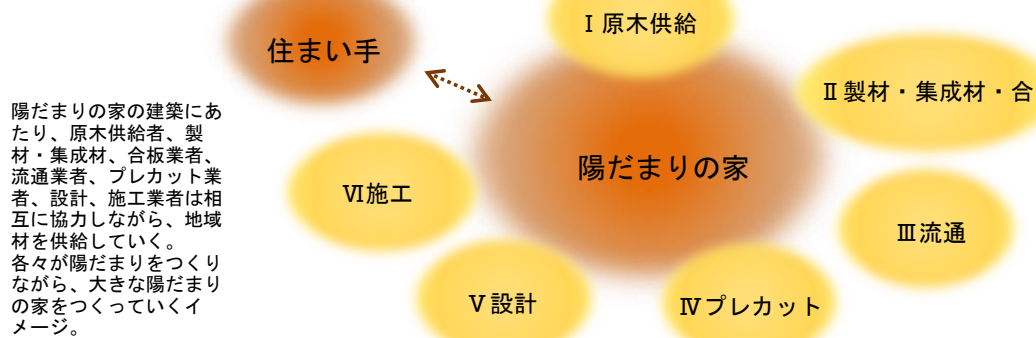 Ⅰ原木供給
住まい手
Ⅱ製材・集成材・合
陽だまりの家の建築にあ
たり、原木供給者、製
材・集成材、合板業者、
流通業者、プレカット業
者、設計、施工業者は相
互に協力しながら、地域
材を供給していく。
各々が陽だまりをつくり
ながら、大きな陽だまり
の家をつくっていくイ
メージ。
陽だまりの家
Ⅵ施工
Ⅲ流通
Ⅴ設計
Ⅳプレカット